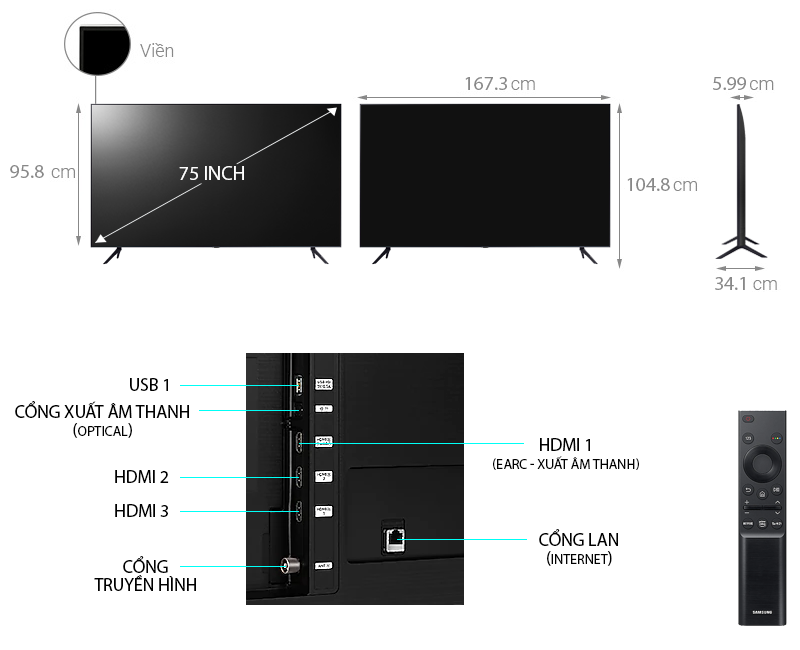 Viền
167.3 cm
5.99 cm
95.8 cm
75 INCH
104.8 cm
34.1 cm
USB 1
CỔNG XUẤT ÂM THANH
(OPTICAL)
HDMI 1
(EARC - XUẤT ÂM THANH)
HDMI 2
HDMI 3
CỔNG LAN
(INTERNET)
CỔNG
TRUYỀN HÌNH
SAMSUNG